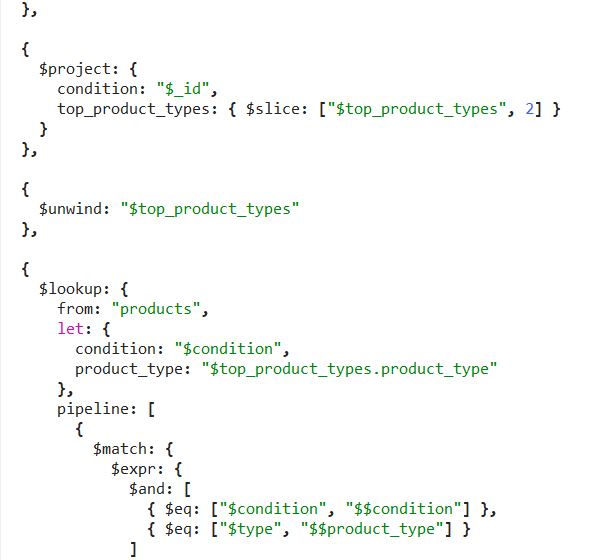 },
{
$project: {
condition: "$_id",
top_product_types: { $slice: ["$top_product_types", 2] }
}
},
{
$unwind: "$top_product_types"
},
{
$lookup: {
from: "products",
let: {
condition: "$condition",
product_type: "$top_product_types.product_type"
},
pipeline: [
{
$match: {
$expr: {
$and: [
{ $eq: ["$condition", "$$condition"] },
{ $eq: ["$type", "$$product_type"] }
]